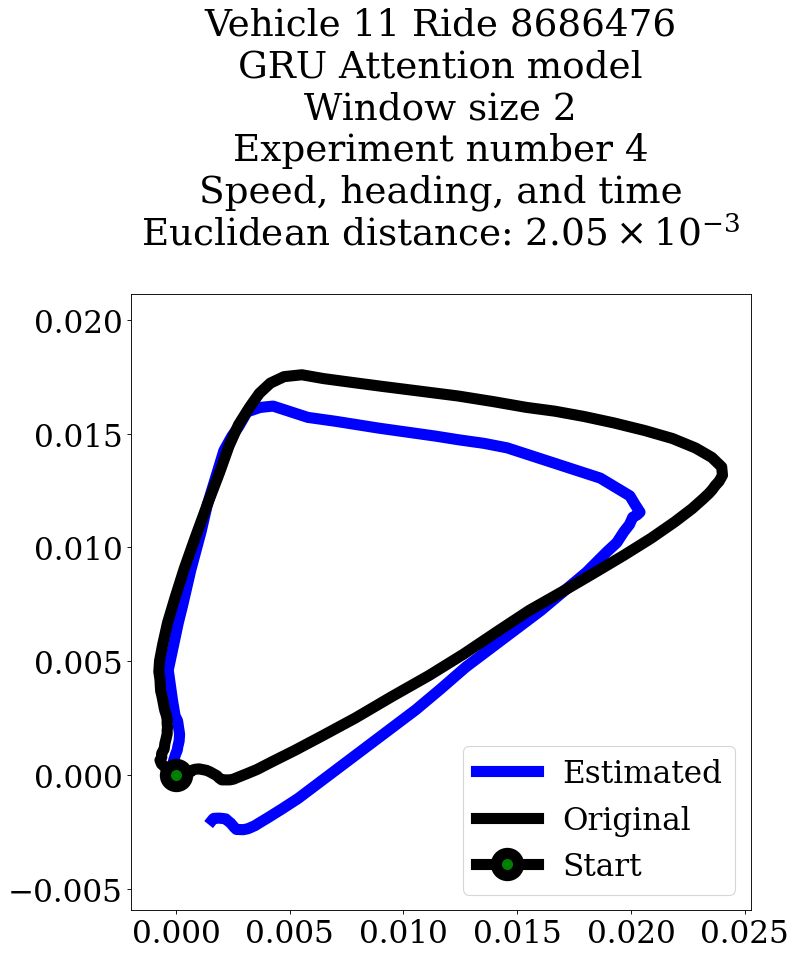 Vehicle 11 Ride 8686476
GRU Attention model
Window size 2
Experiment number 4
Speed, heading, and time
Euclidean distance: 2.05 × 10⁻³
0.020
0.015
0.010
0.005
0.000
−0.005
Estimated
Original
Start
0.000 0.005 0.010 0.015 0.020 0.025